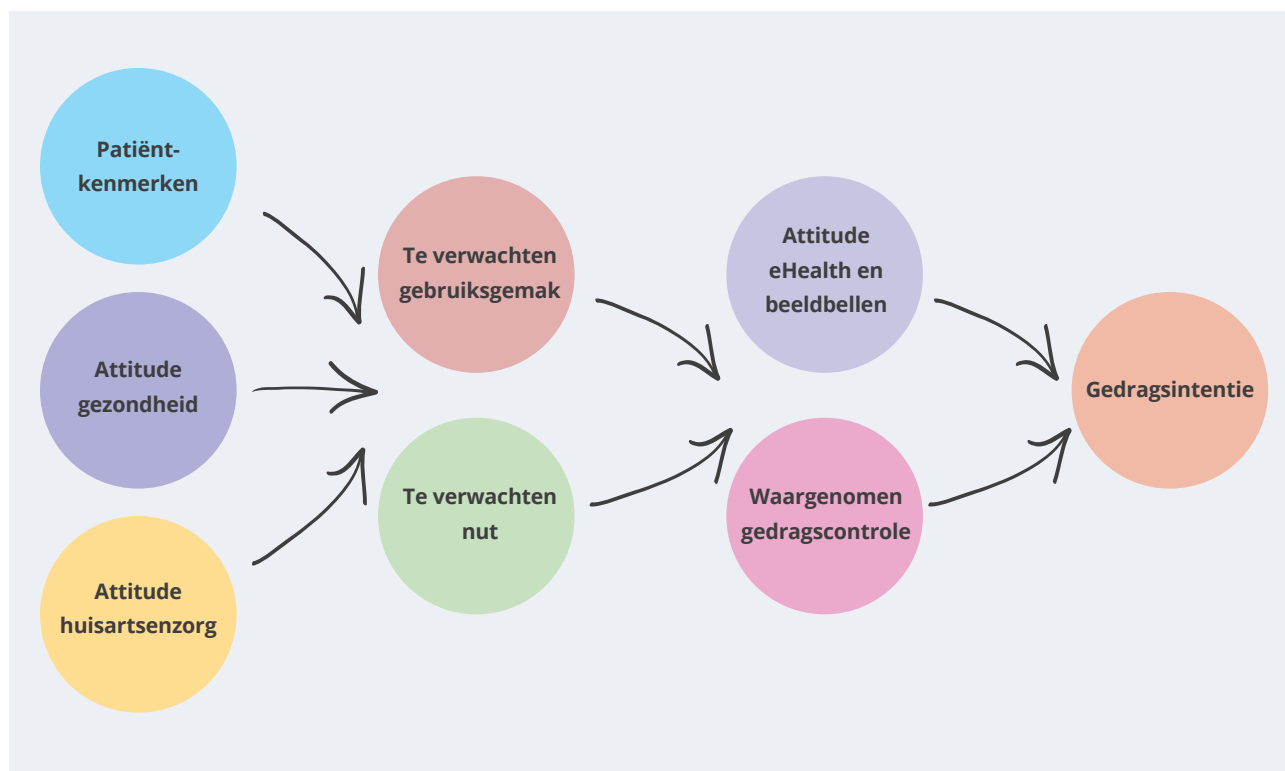 Patiënt-
kenmerken
Attitude
gezondheid
Attitude
huisartsenzorg
Te verwachten
gebruiksgemak
Te verwachten
nut
Attitude
eHealth en
beeldbellen
Waargenomen
gedragscontrole
Gedragsintentie